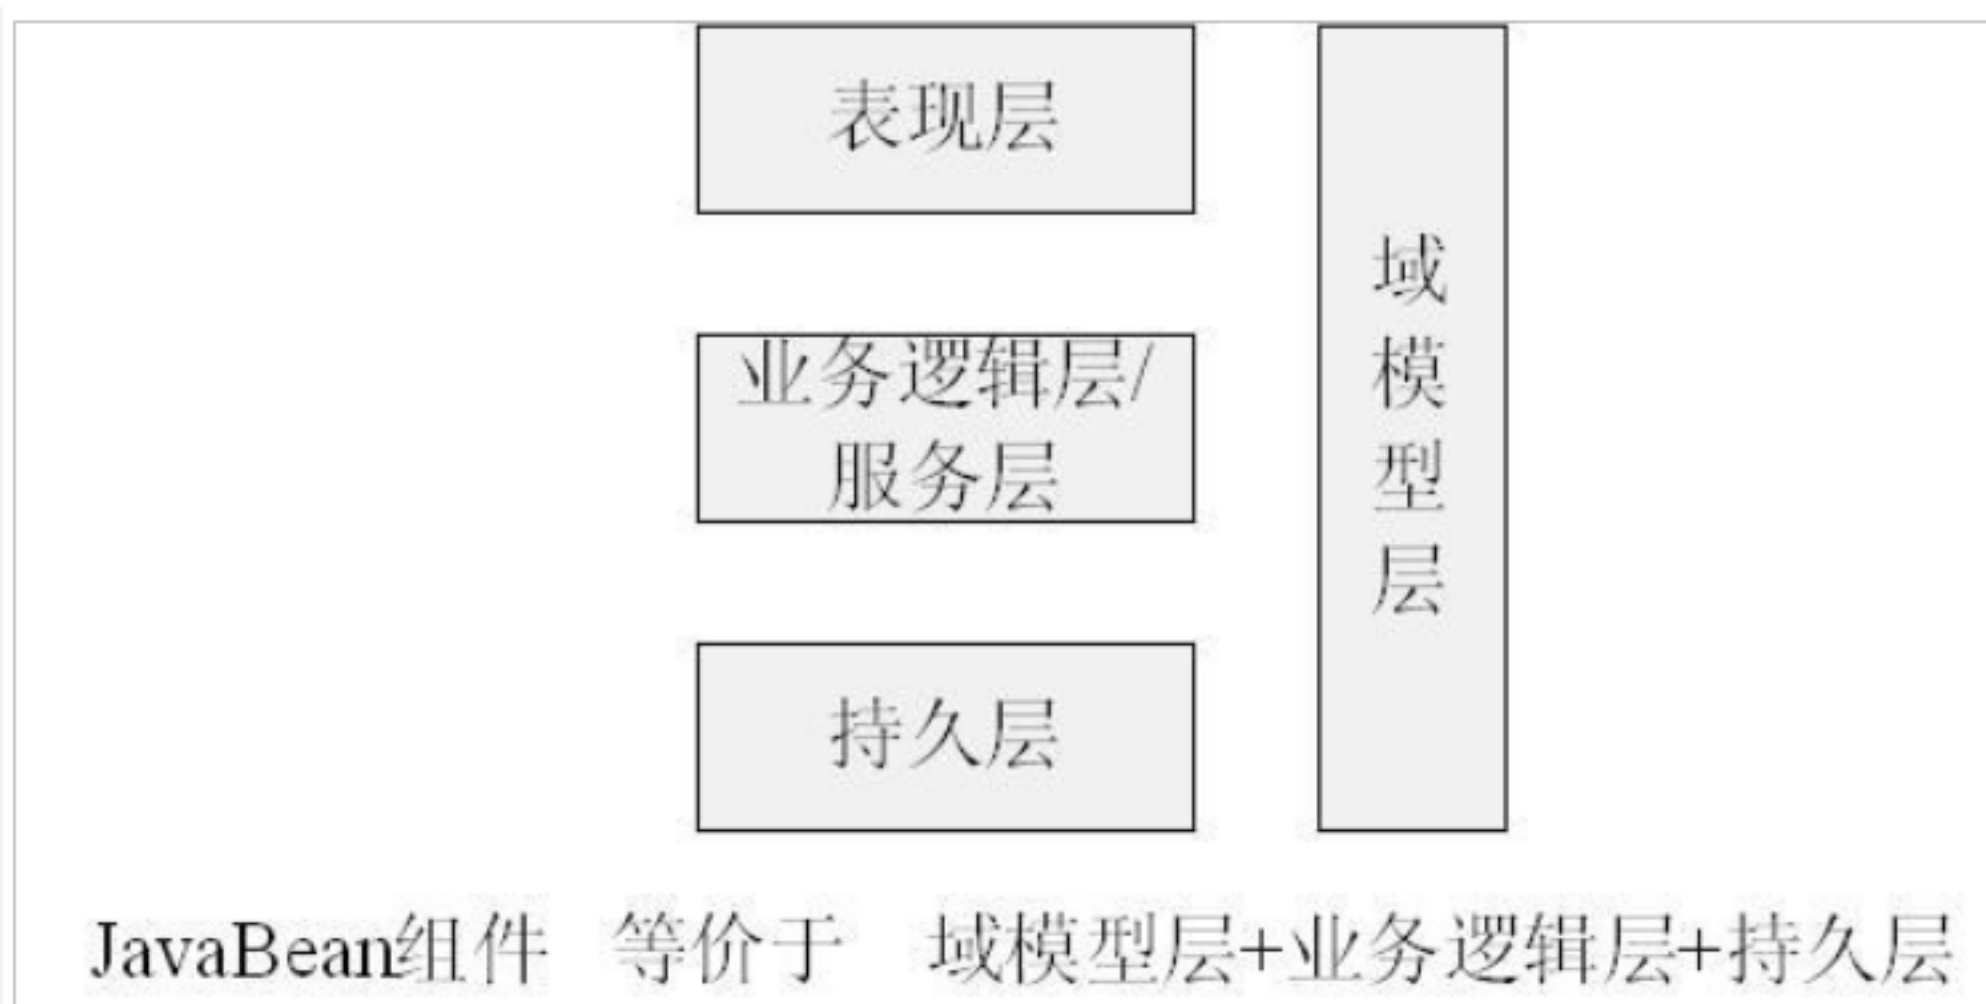 表现层
业务逻辑层/
服务层
持久层
域
模
型
层
JavaBean组件 等价于 域模型层+业务逻辑层+持久层